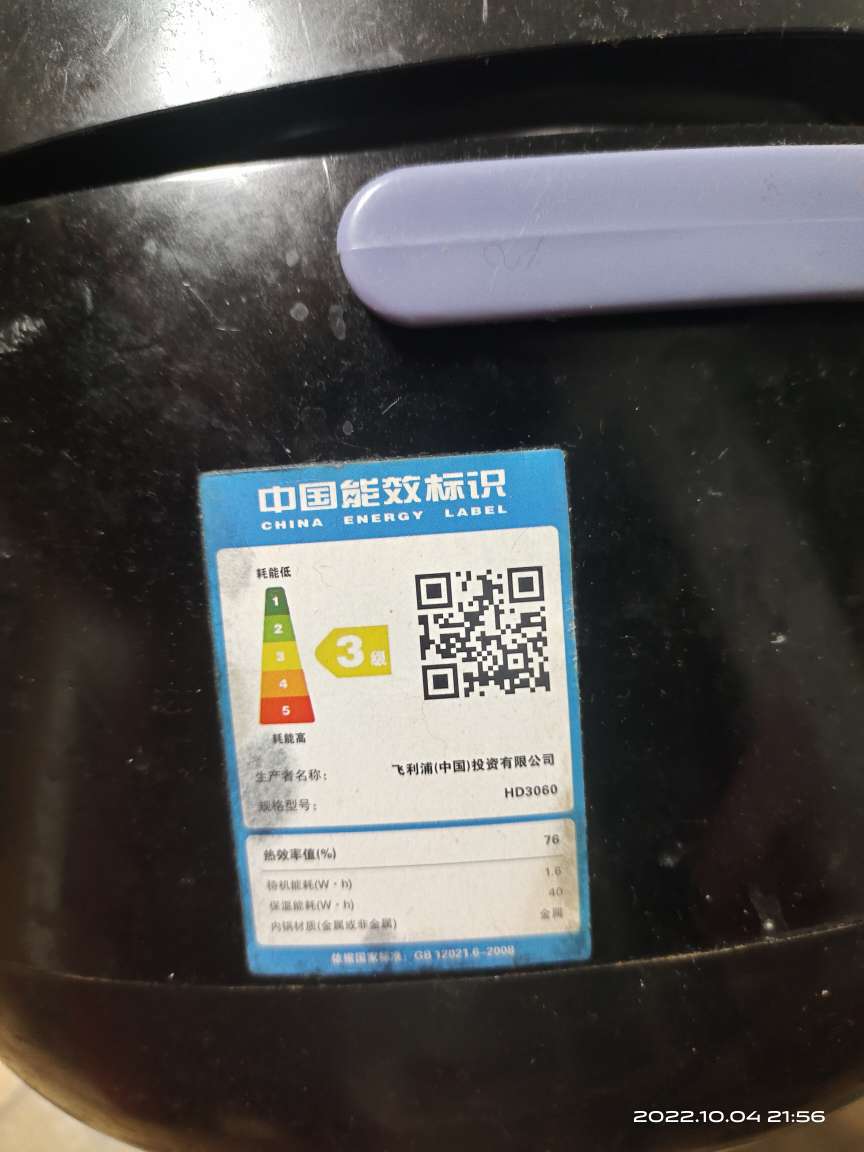 中国能效标识
CHINA ENERGY LABEL
耗能低
1
2
3
4
5
3级
耗能高
生产者名称: 飞利浦(中国)投资有限公司
规格型号: HD3060
热效率值(%) 76
待机能耗(W·h) 1.6
保温能耗(W·h) 40
内锅材质(金属或非金属) 金属
依据国家标准: GB 12021.6-2008
2022.10.04 21:56